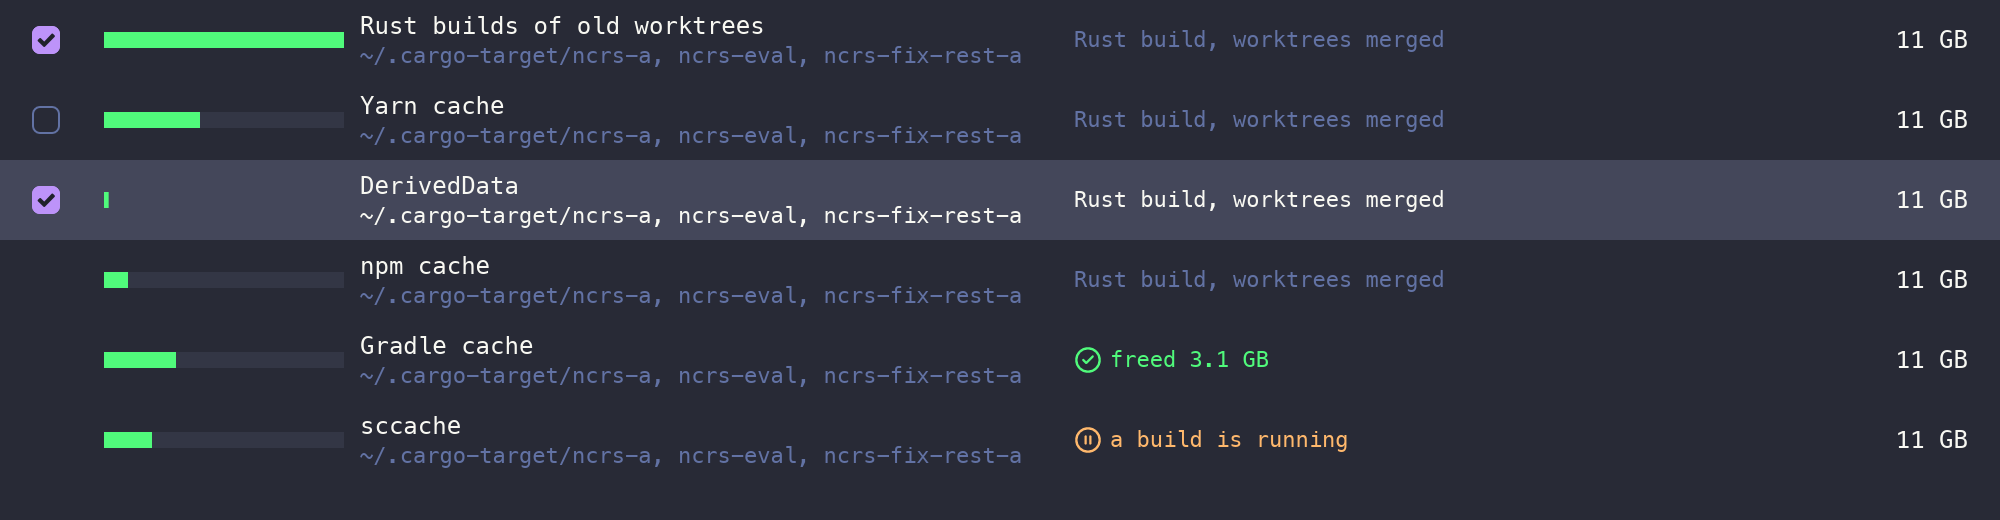 Rust builds of old worktrees
~/.cargo-target/ncrs-a, ncrs-eval, ncrs-fix-rest-a
Rust build, worktrees merged
11 GB
Yarn cache
~/.cargo-target/ncrs-a, ncrs-eval, ncrs-fix-rest-a
Rust build, worktrees merged
11 GB
DerivedData
~/.cargo-target/ncrs-a, ncrs-eval, ncrs-fix-rest-a
Rust build, worktrees merged
11 GB
npm cache
~/.cargo-target/ncrs-a, ncrs-eval, ncrs-fix-rest-a
Rust build, worktrees merged
11 GB
Gradle cache
~/.cargo-target/ncrs-a, ncrs-eval, ncrs-fix-rest-a
freed 3.1 GB
11 GB
sccache
~/.cargo-target/ncrs-a, ncrs-eval, ncrs-fix-rest-a
a build is running
11 GB